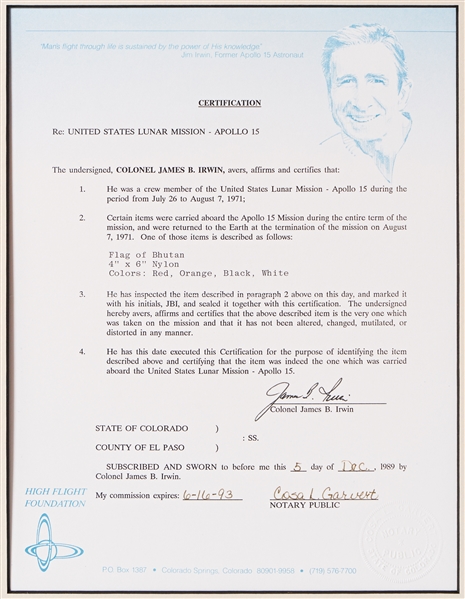 "Man's flight through life is sustained by the power of his knowledge"
Jim Irwin, Former Apollo 15 Astronaut
CERTIFICATION
Re: UNITED STATES LUNAR MISSION - APOLLO 15
The undersigned, COLONEL JAMES B. IRWIN, avers, affirms and certifies that:
1. He was a crew member of the United States Lunar Mission - Apollo 15 during the
period from July 26 to August 7, 1971;
2. Certain items were carried aboard the Apollo 15 Mission during the entire term of the
mission, and were returned to the Earth at the termination of the mission on August
7, 1971. One of those items is described as follows:
Flag of Bhutan
4" x 6" Nylon
Colors: Red, Orange, Black, White
3. He has inspected the item described in paragraph 2 above on this day, and marked it
with his initials, JBI, and sealed it together with this certification. The undersigned
hereby avers, affirms and certifies that the above described item is the very one which
was taken on the mission and that it has not been altered, changed, mutilated, or
distorted in any manner.
4. He has this date executed this Certification for the purpose of identifying the item
described above and certifying that the item was indeed the one which was carried
aboard the United States Lunar Mission - Apollo 15.
James B. Irwin
Colonel James B. Irwin
STATE OF COLORADO )
: SS.
COUNTY OF EL PASO )
SUBSCRIBED AND SWORN to before me this 5 day of Dec., 1989 by
Colonel James B. Irwin.
My commission expires: 6-16-93
NOTARY PUBLIC
HIGH FLIGHT
FOUNDATION
P.O. Box 1387 • Colorado Springs, Colorado 80901-9958 • (719) 576-7700